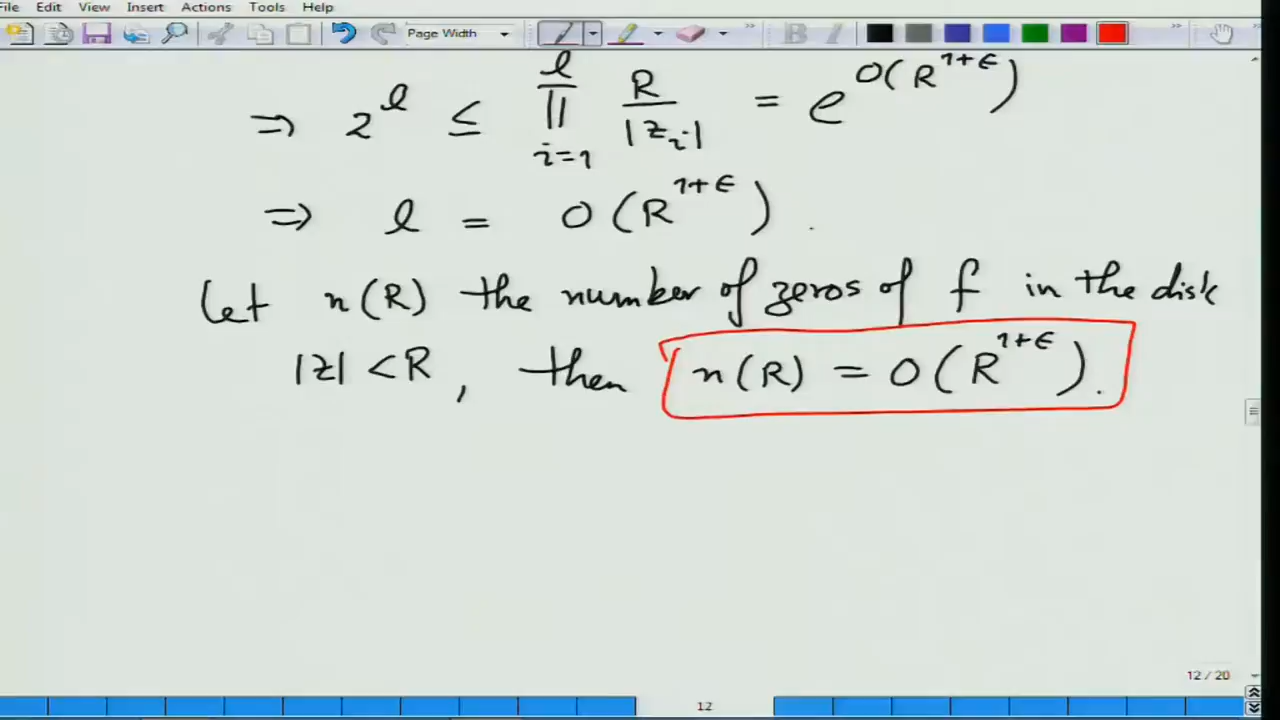 File Edit View Insert Actions Tools Help
Page Width
B I
⇒ 2^l ≤ ∏_{i=1}^{l} R/|z_i| = e^{O(R^{1+ε})}
⇒ l = O(R^{1+ε}).
Let n(R) the number of zeros of f in the disk
|z| < R, then n(R) = O(R^{1+ε}).
12 / 20
12